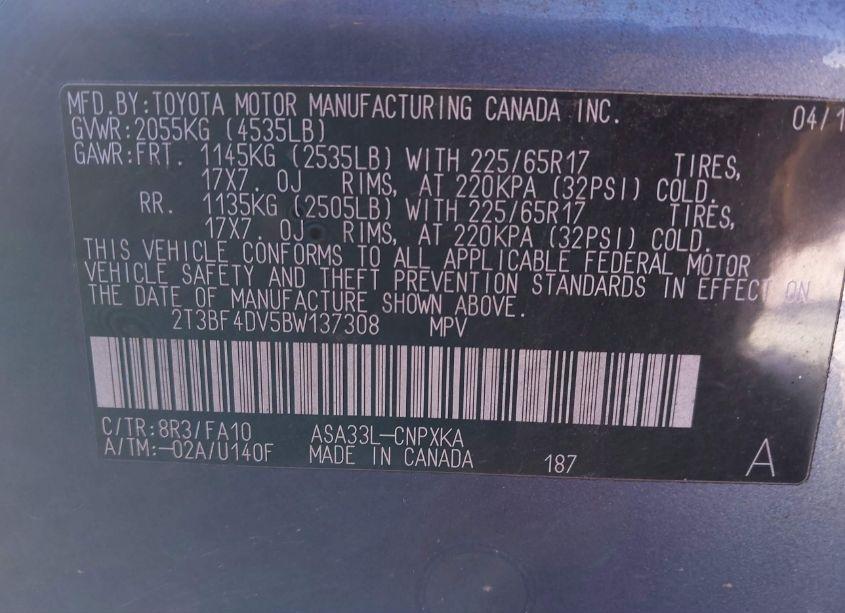 MFD. BY: TOYOTA MOTOR MANUFACTURING CANADA INC. 04/1
GVWR: 2055KG (4535LB)
GAWR: FRT. 1145KG (2535LB) WITH 225/65R17 TIRES,
17X7. OJ RIMS, AT 220KPA (32PSI) COLD.
RR. 1135KG (2505LB) WITH 225/65R17 TIRES,
17X7 OJ RIMS, AT 220KPA (32PSI) COLD.
THIS VEHICLE CONFORMS TO ALL APPLICABLE FEDERAL MOTOR
VEHICLE SAFETY AND THEFT PREVENTION STANDARDS IN EFFECT ON
THE DATE OF MANUFACTURE SHOWN ABOVE.
2T3BF4DV5BW137308 MPV
C/TR: 8R3/FA10 ASA33L-CNPXKA
A/TM: -02A/U140F MADE IN CANADA 187 A